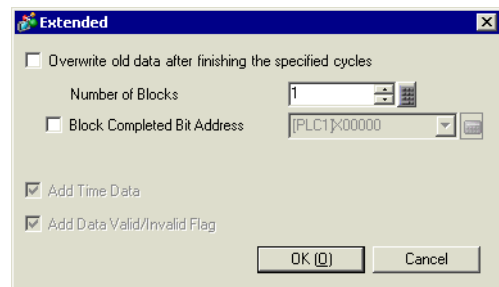 Extended
Overwrite old data after finishing the specified cycles
Number of Blocks 1
Block Completed Bit Address [PLC1]X00000
Add Time Data
Add Data Valid/Invalid Flag
OK (O) Cancel